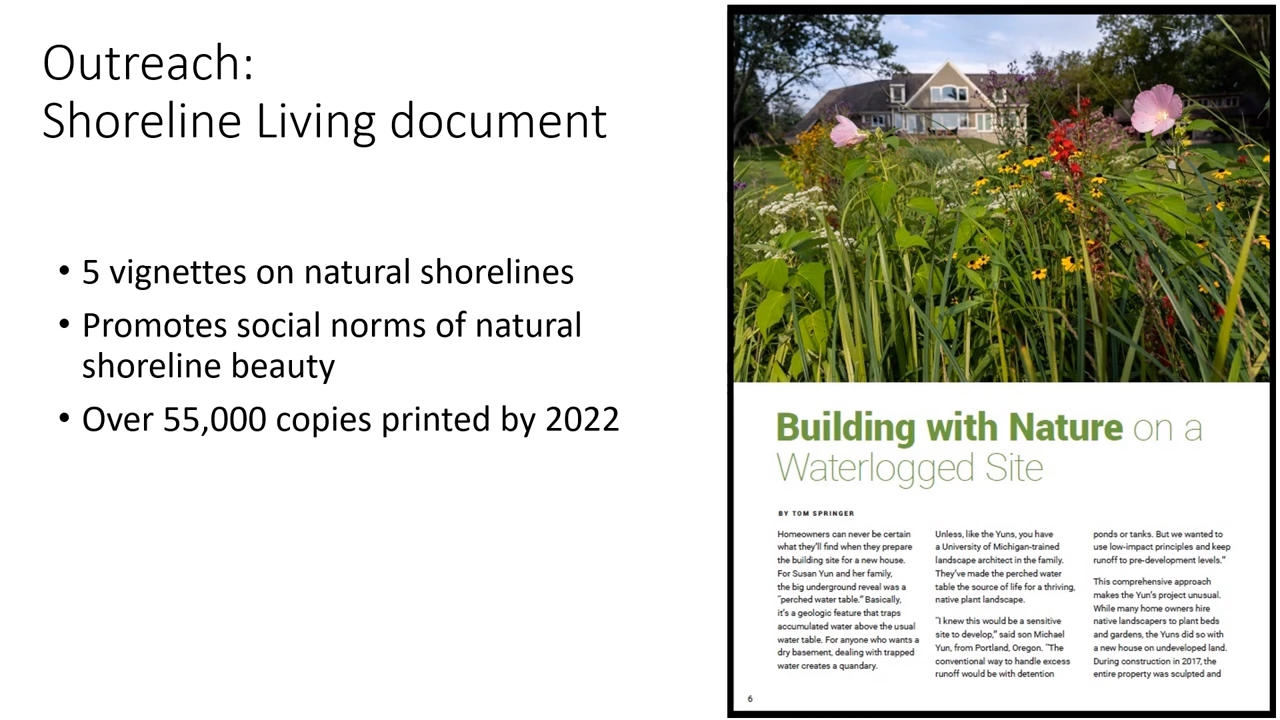 Outreach:
Shoreline Living document
• 5 vignettes on natural shorelines
• Promotes social norms of natural
shoreline beauty
• Over 55,000 copies printed by 2022
Building with Nature on a
Waterlogged Site
BY TOM SPRINGER
Homeowners can never be certain
what they'll find when they prepare
the building site for a new house.
For Susan Yun and her family,
the big underground reveal was a
"perched water table." Basically,
it's a geologic feature that traps
accumulated water above the usual
water table. For anyone who wants a
dry basement, dealing with trapped
water creates a quandary.
Unless, like the Yuns, you have
a University of Michigan-trained
landscape architect in the family.
They've made the perched water
table the source of life for a thriving,
native plant landscape.
"I knew this would be a sensitive
site to develop," said son Michael
Yun, from Portland, Oregon. "The
conventional way to handle excess
runoff would be with detention
ponds or tanks. But we wanted to
use low-impact principles and keep
runoff to pre-development levels."
This comprehensive approach
makes the Yun's project unusual.
While many home owners hire
native landscapers to plant beds
and gardens, the Yuns did so with
a new house on undeveloped land.
During construction in 2017, the
entire property was sculpted and
6